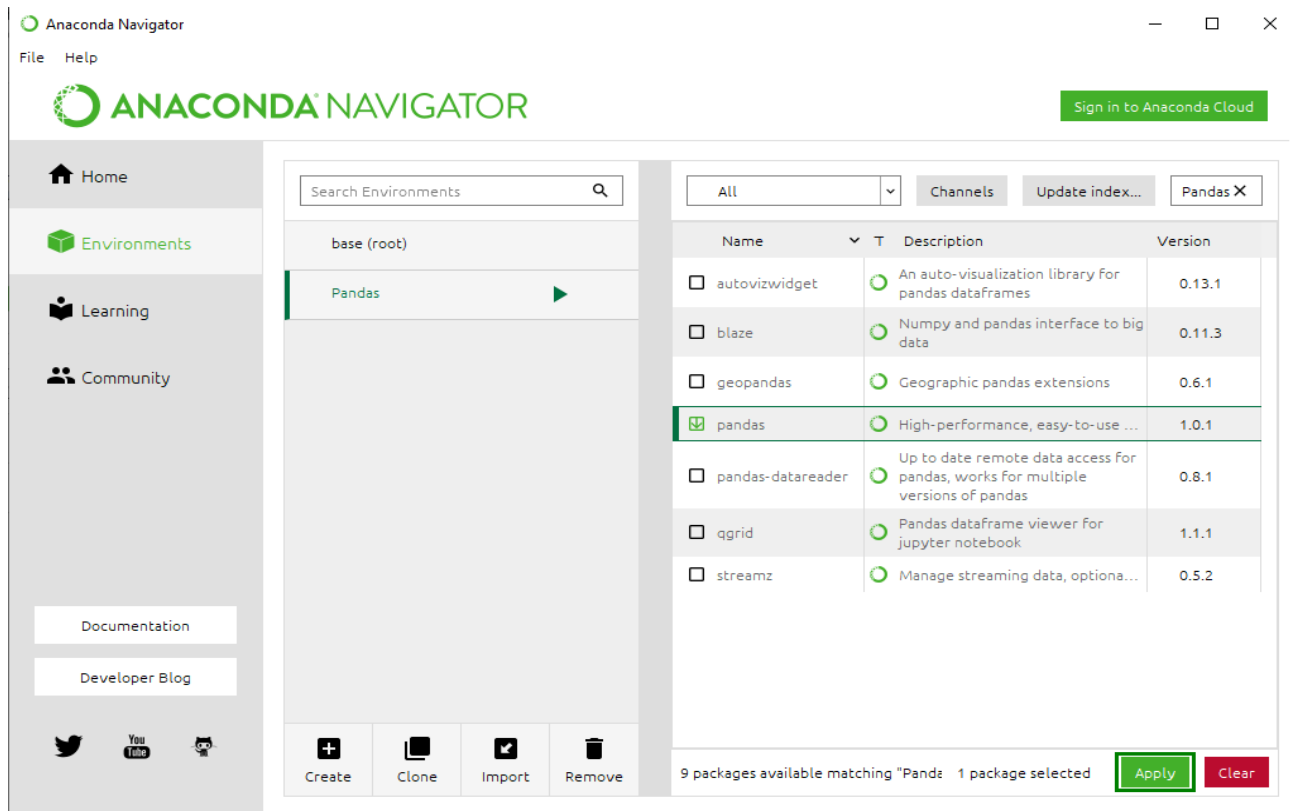 Anaconda Navigator
File Help
ANACONDA NAVIGATOR
Sign in to Anaconda Cloud
Home
Environments
Learning
Community
Documentation
Developer Blog
You
Tube
Search Environments
base (root)
Pandas
Create Clone Import Remove
All Channels Update index... Pandas
Name T Description Version
autovizwidget An auto-visualization library for
pandas dataframes 0.13.1
blaze Numpy and pandas interface to big
data 0.11.3
geopandas Geographic pandas extensions 0.6.1
pandas High-performance, easy-to-use ... 1.0.1
pandas-datareader Up to date remote data access for
pandas, works for multiple
versions of pandas 0.8.1
qgrid Pandas dataframe viewer for
jupyter notebook 1.1.1
streamz Manage streaming data, optiona... 0.5.2
9 packages available matching "Panda 1 package selected Apply Clear